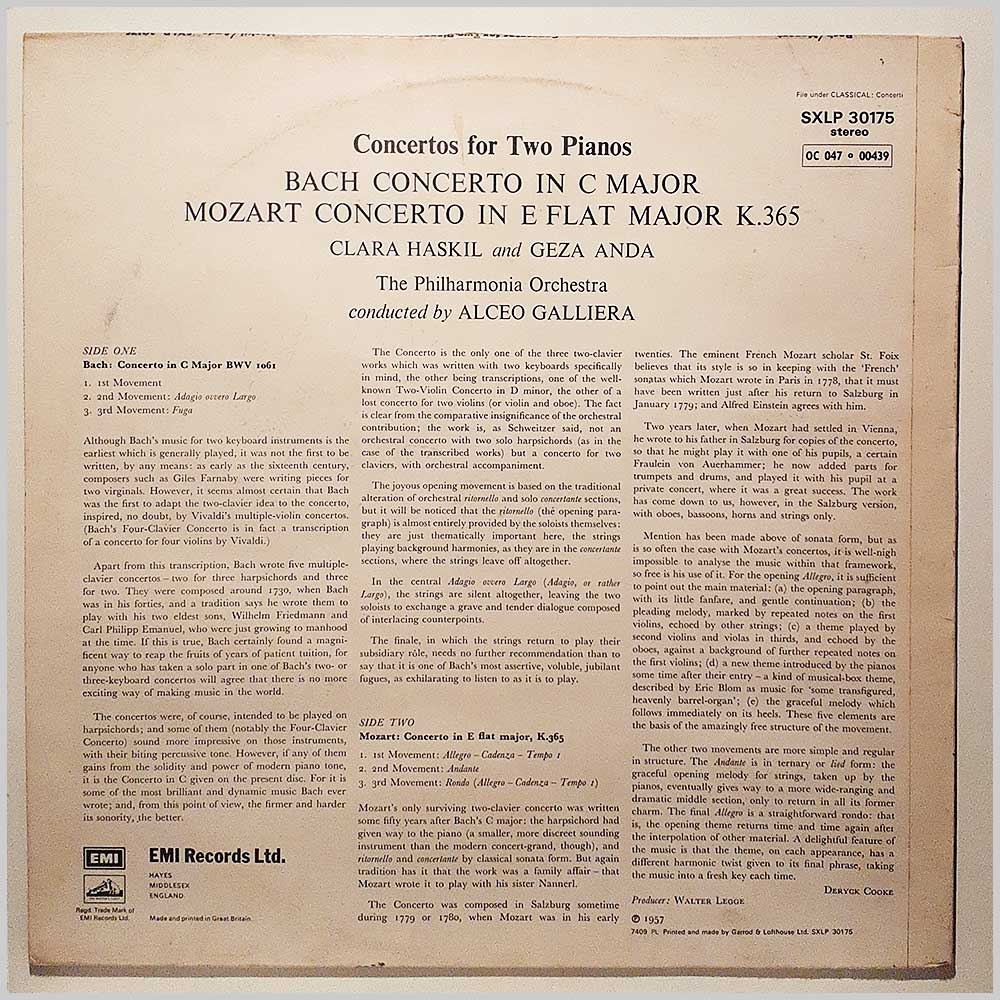 File under CLASSICAL: Concerti
SXLP 30175
stereo
OC 047 o 00439
Concertos for Two Pianos
BACH CONCERTO IN C MAJOR
MOZART CONCERTO IN E FLAT MAJOR K.365
CLARA HASKIL and GEZA ANDA
The Philharmonia Orchestra
conducted by ALCEO GALLIERA
SIDE ONE
Bach: Concerto in C Major BWV 1061
1. 1st Movement
2. 2nd Movement: Adagio ovvero Largo
3. 3rd Movement: Fuga
Although Bach's music for two keyboard instruments is the
earliest which is generally played, it was not the first to be
written, by any means: as early as the sixteenth century,
composers such as Giles Farnaby were writing pieces for
two virginals. However, it seems almost certain that Bach
was the first to adapt the two-clavier idea to the concerto,
inspired, no doubt, by Vivaldi's multiple-violin concertos.
(Bach's Four-Clavier Concerto is in fact a transcription
of a concerto for four violins by Vivaldi.)
Apart from this transcription, Bach wrote five multiple-
clavier concertos – two for three harpsichords and three
for two. They were composed around 1730, when Bach
was in his forties, and a tradition says he wrote them to
play with his two eldest sons, Wilhelm Friedmann and
Carl Philipp Emanuel, who were just growing to manhood
at the time. If this is true, Bach certainly found a magni-
ficent way to reap the fruits of years of patient tuition, for
anyone who has taken a solo part in one of Bach's two- or
three-keyboard concertos will agree that there is no more
exciting way of making music in the world.
The concertos were, of course, intended to be played on
harpsichords; and some of them (notably the Four-Clavier
Concerto) sound more impressive on those instruments,
with their biting percussive tone. However, if any of them
gains from the solidity and power of modern piano tone,
it is the Concerto in C given on the present disc. For it is
some of the most brilliant and dynamic music Bach ever
wrote; and, from this point of view, the firmer and harder
its sonority, the better.
EMI
EMI Records Ltd.
HAYES
MIDDLESEX
ENGLAND
Regd. Trade Mark of
EMI Records Ltd.
Made and printed in Great Britain
The Concerto is the only one of the three two-clavier
works which was written with two keyboards specifically
in mind, the other being transcriptions, one of the well-
known Two-Violin Concerto in D minor, the other of a
lost concerto for two violins (or violin and oboe). The fact
is clear from the comparative insignificance of the orchestral
contribution; the work is, as Schweitzer said, not an
orchestral concerto with two solo harpsichords (as in the
case of the transcribed works) but a concerto for two
claviers, with orchestral accompaniment.
The joyous opening movement is based on the traditional
alteration of orchestral ritornello and solo concertante sections,
but it will be noticed that the ritornello (the opening para-
graph) is almost entirely provided by the soloists themselves:
they are just thematically important here, the strings
playing background harmonies, as they are in the concertante
sections, where the strings leave off altogether.
In the central Adagio ovvero Largo (Adagio, or rather
Largo), the strings are silent altogether, leaving the two
soloists to exchange a grave and tender dialogue composed
of interlacing counterpoints.
The finale, in which the strings return to play their
subsidiary rôle, needs no further recommendation than to
say that it is one of Bach's most assertive, voluble, jubilant
fugues, as exhilarating to listen to as it is to play.
SIDE TWO
Mozart: Concerto in E flat major, K.365
1. 1st Movement: Allegro – Cadenza – Tempo 1
2. 2nd Movement: Andante
3. 3rd Movement: Rondo (Allegro – Cadenza – Tempo 1)
Mozart's only surviving two-clavier concerto was written
some fifty years after Bach's C major: the harpsichord had
given way to the piano (a smaller, more discreet sounding
instrument than the modern concert-grand, though), and
ritornello and concertante by classical sonata form. But again
tradition has it that the work was a family affair – that
Mozart wrote it to play with his sister Nannerl.
The Concerto was composed in Salzburg sometime
during 1779 or 1780, when Mozart was in his early
twenties. The eminent French Mozart scholar St. Foix
believes that its style is so in keeping with the 'French'
sonatas which Mozart wrote in Paris in 1778, that it must
have been written just after his return to Salzburg in
January 1779; and Alfred Einstein agrees with him.
Two years later, when Mozart had settled in Vienna,
he wrote to his father in Salzburg for copies of the concerto,
so that he might play it with one of his pupils, a certain
Fraulein von Auerhammer; he now added parts for
trumpets and drums, and played it with his pupil at a
private concert, where it was a great success. The work
has come down to us, however, in the Salzburg version,
with oboes, bassoons, horns and strings only.
Mention has been made above of sonata form, but as
is so often the case with Mozart's concertos, it is well-nigh
impossible to analyse the music within that framework,
so free is his use of it. For the opening Allegro, it is sufficient
to point out the main material: (a) the opening paragraph,
with its little fanfare, and gentle continuation; (b) the
pleading melody, marked by repeated notes on the first
violins, echoed by other strings; (c) a theme played by
second violins and violas in thirds, and echoed by the
oboes, against a background of further repeated notes on
the first violins; (d) a new theme introduced by the pianos
some time after their entry – a kind of musical-box theme,
described by Eric Blom as music for 'some transfigured,
heavenly barrel-organ'; (e) the graceful melody which
follows immediately on its heels. These five elements are
the basis of the amazingly free structure of the movement.
The other two movements are more simple and regular
in structure. The Andante is in ternary or lied form: the
graceful opening melody for strings, taken up by the
pianos, eventually gives way to a more wide-ranging and
dramatic middle section, only to return in all its former
charm. The final Allegro is a straightforward rondo: that
is, the opening theme returns time and time again after
the interpolation of other material. A delightful feature of
the music is that the theme, on each appearance, has a
different harmonic twist given to its final phrase, taking
the music into a fresh key each time.
DERYCK COOKE
Producer: WALTER LEGGE
℗ 1957
7409 PL Printed and made by Garrod & Lofthouse Ltd. SXLP 30175